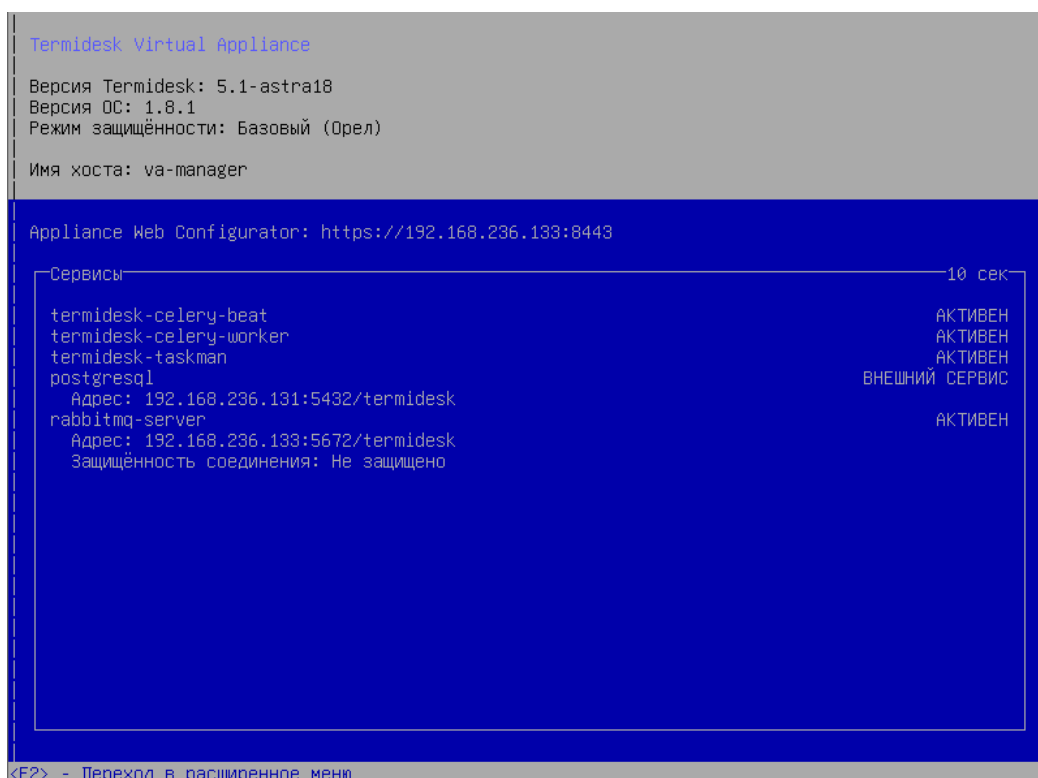 Termidesk Virtual Appliance
Версия Termidesk: 5.1-astra18
Версия ОС: 1.8.1
Режим защищённости: Базовый (Орел)
Имя хоста: va-manager
Appliance Web Configurator: https://192.168.236.133:8443
Сервисы 10 сек
termidesk-celery-beat АКТИВЕН
termidesk-celery-worker АКТИВЕН
termidesk-taskman АКТИВЕН
postgresql ВНЕШНИЙ СЕРВИС
Адрес: 192.168.236.131:5432/termidesk
rabbitmq-server АКТИВЕН
Адрес: 192.168.236.133:5672/termidesk
Защищённость соединения: Не защищено
<F2> - Переход в расширенное меню